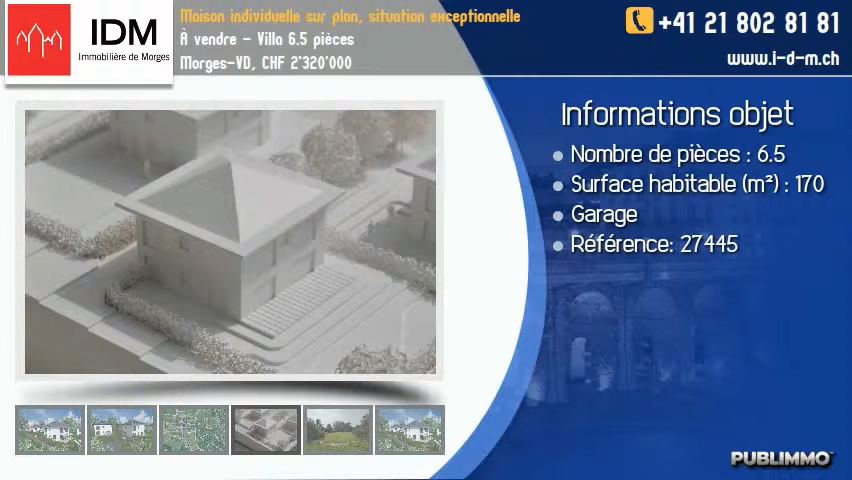 IDM
Immobilière de Morges
Maison individuelle sur plan, situation exceptionnelle
À vendre - Villa 6.5 pièces
Morges-VD, CHF 2'320'000
+41 21 802 81 81
www.i-d-m.ch
Informations objet
Nombre de pièces : 6.5
Surface habitable (m²) : 170
Garage
Référence: 27445
PUBLIMMO